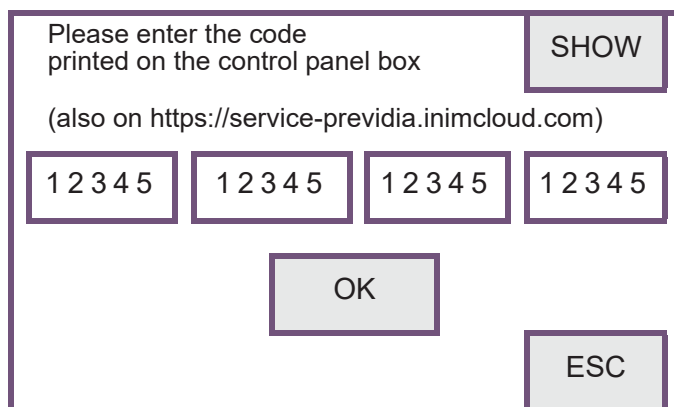 Please enter the code
printed on the control panel box
SHOW
(also on https://service-previdia.inimcloud.com)
1 2 3 4 5 1 2 3 4 5 1 2 3 4 5 1 2 3 4 5
OK
ESC